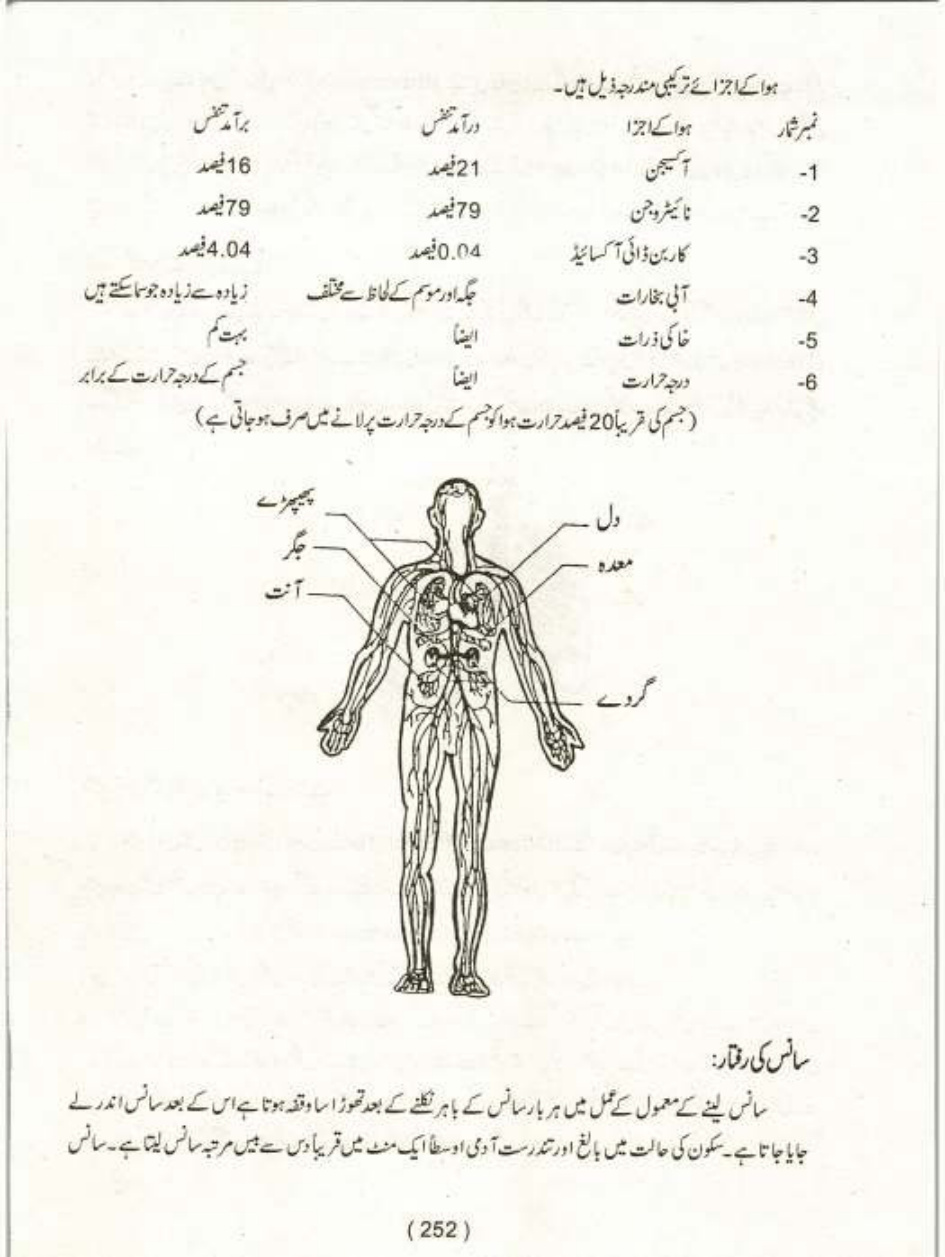 ہوا کے اجزائے ترکیبی مندرجہ ذیل ہیں۔
نمبر شمار ہوا کے اجزا درآمد تنفس برآمد تنفس
1- آکسیجن 21فیصد 16فیصد
2- نائیٹروجن 79فیصد 79فیصد
3- کاربن ڈائی آکسائیڈ 0.04فیصد 4.04فیصد
4- آبی بخارات جگہ اور موسم کے لحاظ سے مختلف زیادہ سے زیادہ جو سما سکتے ہیں
5- خاکی ذرات ایضاً بہت کم
6- درجہ حرارت ایضاً جسم کے درجہ حرارت کے برابر
(جسم کی قریباً 20 فیصد حرارت ہوا کو جسم کے درجہ حرارت پر لانے میں صرف ہو جاتی ہے)
پھیپھڑے
دل
جگر
معدہ
آنت
گردے
سانس کی رفتار:
سانس لینے کے معمول کے عمل میں ہر بار سانس کے باہر نکلنے کے بعد تھوڑا سا وقفہ ہوتا ہے اس کے بعد سانس اندر لے
جایا جاتا ہے۔ سکون کی حالت میں بالغ اور تندرست آدمی اوسطاً ایک منٹ میں قریباً دس سے بیس مرتبہ سانس لیتا ہے۔ سانس
(252)